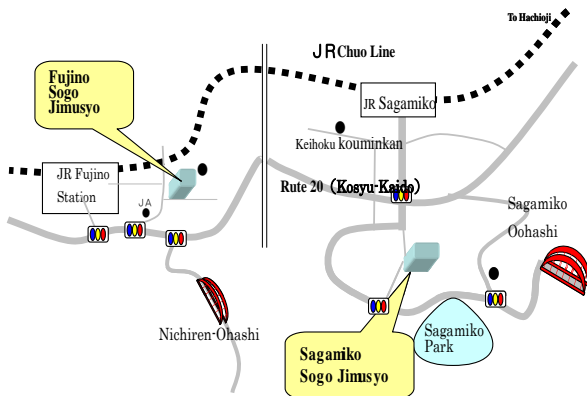 To Hachioji
JR Chuo Line
Fujino
Sogo
Jimusyo
JR Sagamiko
Keihoku kouminkan
JR Fujino
Station
JA
Rute 20 (Kosyu-Kaido)
Sagamiko
Oohashi
Nichiren-Ohashi
Sagamiko
Sogo Jimusyo
Sagamiko
Park